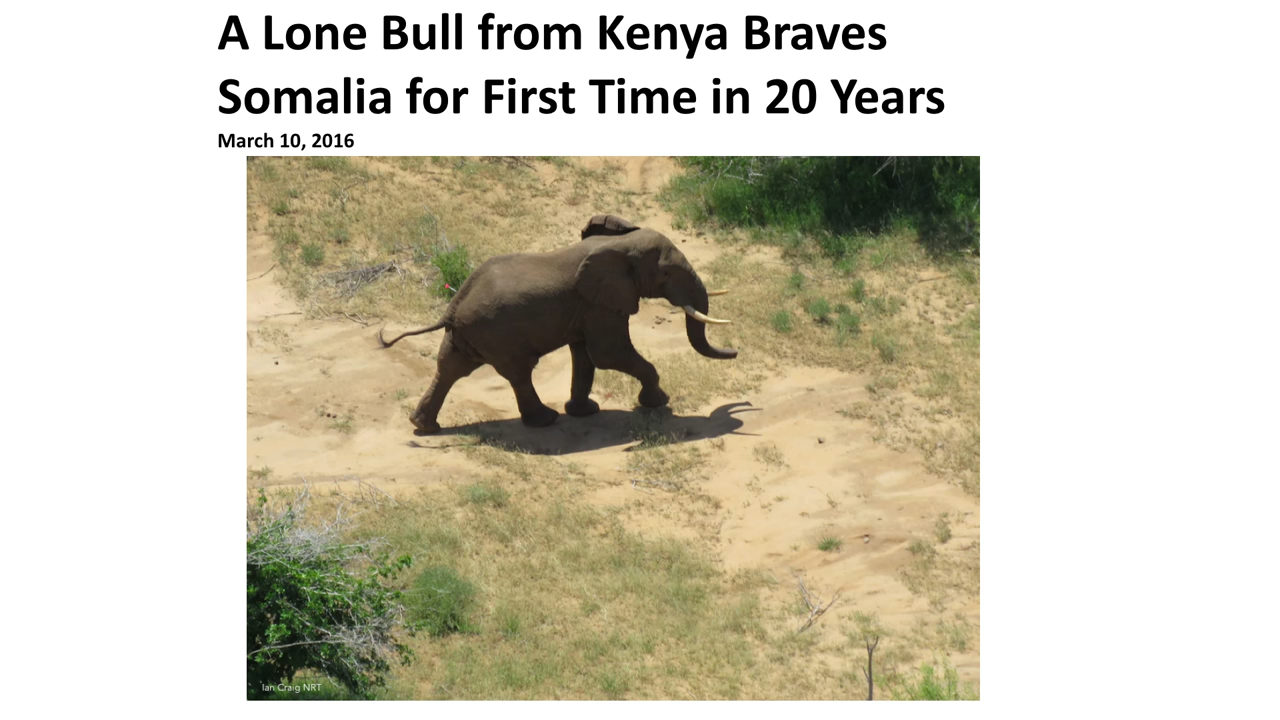 A Lone Bull from Kenya Braves
Somalia for First Time in 20 Years
March 10, 2016
Ian Craig NRT